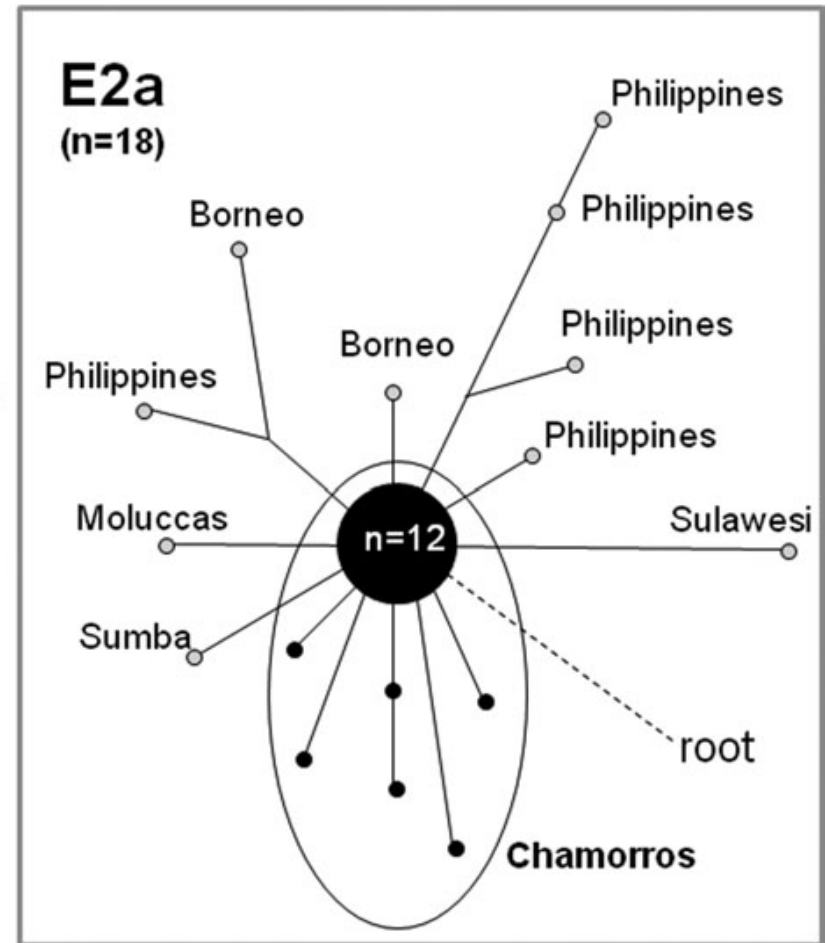 E2a
(n=18)
Philippines
Philippines
Borneo
Philippines
Borneo
Philippines
Philippines
n=12
Moluccas
Sulawesi
Sumba
root
Chamorros